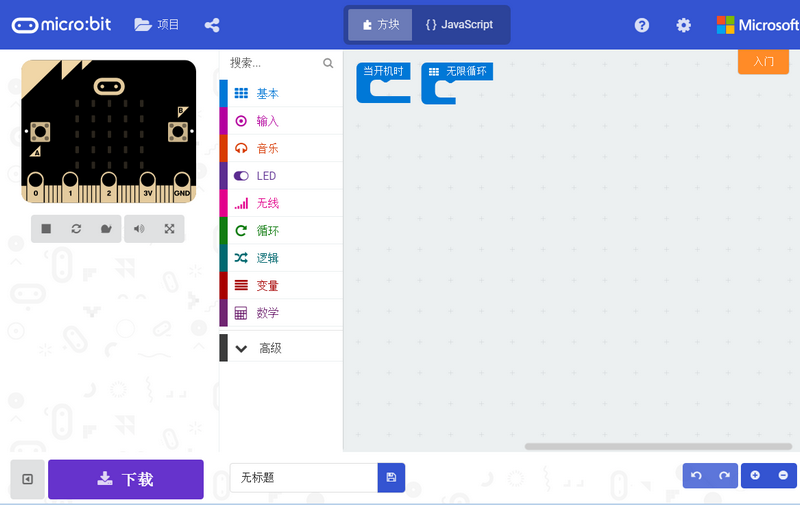 micro:bit 项目 方块 { } JavaScript Microsoft
搜索...
基本
输入
音乐
LED
无线
循环
逻辑
变量
数学
高级
当开机时 无限循环
入门
B
A
0 1 2 3V GND
下载
无标题